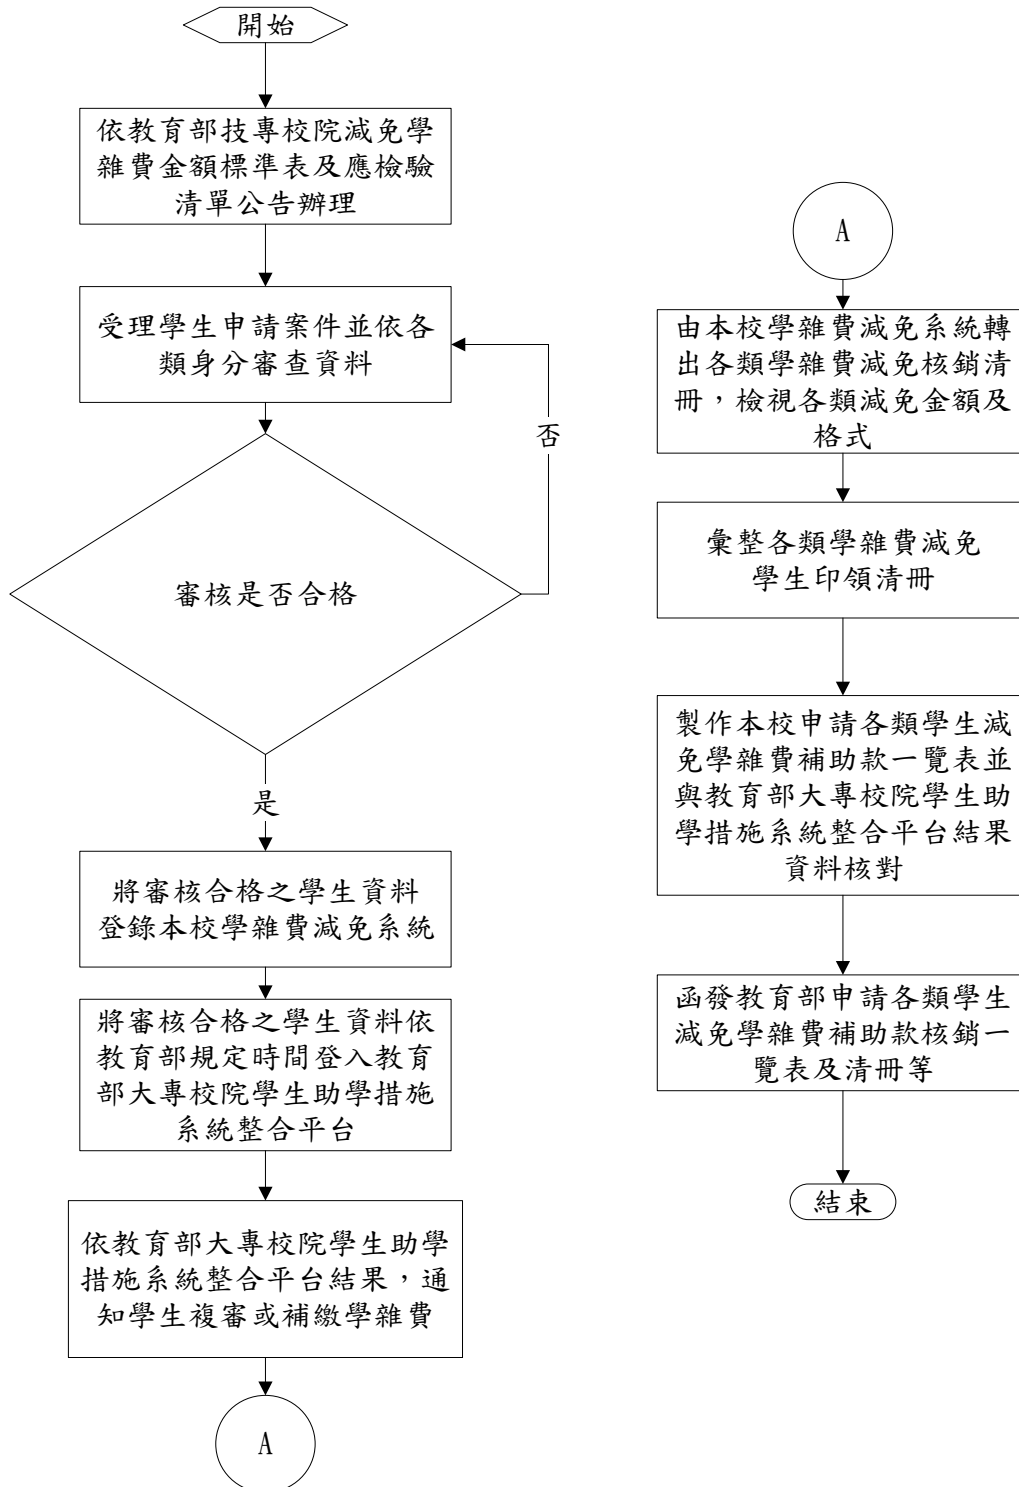 開始
依教育部技專校院減免學
雜費金額標準表及應檢驗
清單公告辦理
受理學生申請案件並依各
類身分審查資料
否
審核是否合格
是
將審核合格之學生資料
登錄本校學雜費減免系統
將審核合格之學生資料依
教育部規定時間登入教育
部大專校院學生助學措施
系統整合平台
依教育部大專校院學生助學
措施系統整合平台結果，通
知學生複審或補繳學雜費
A
A
由本校學雜費減免系統轉
出各類學雜費減免核銷清
冊，檢視各類減免金額及
格式
彙整各類學雜費減免
學生印領清冊
製作本校申請各類學生減
免學雜費補助款一覽表並
與教育部大專校院學生助
學措施系統整合平台結果
資料核對
函發教育部申請各類學生
減免學雜費補助款核銷一
覽表及清冊等
結束